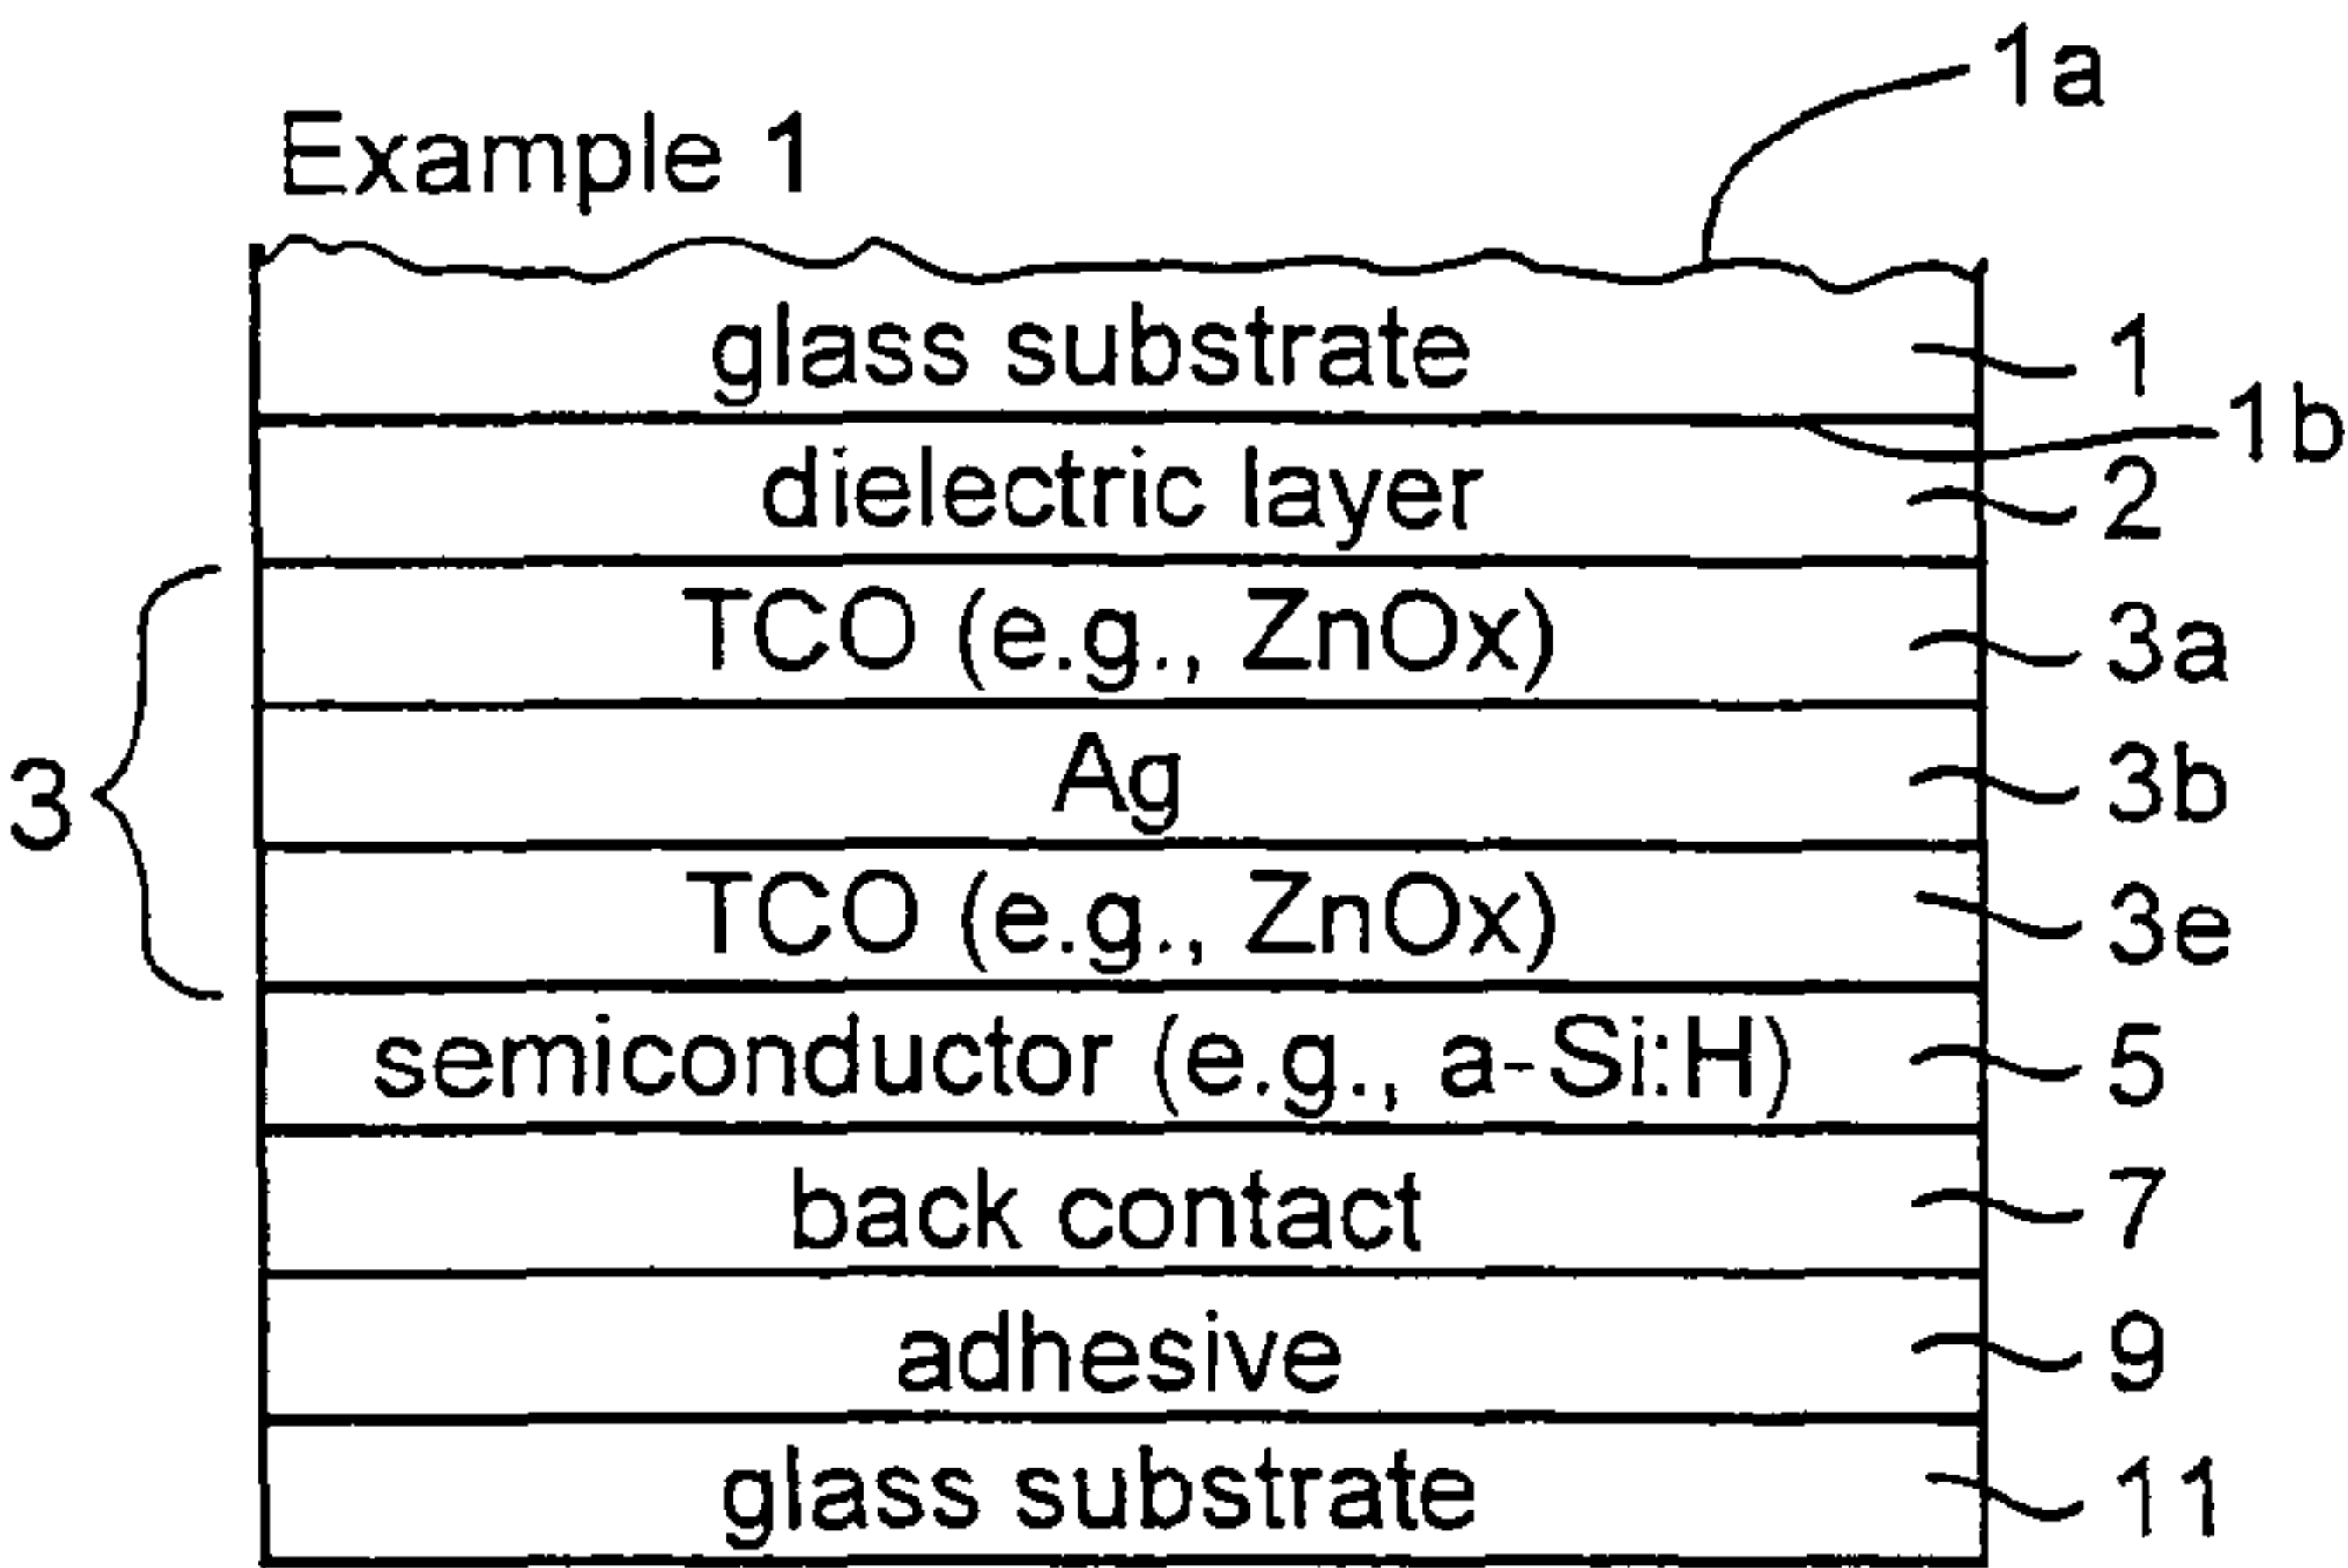 1a
Example 1
glass substrate 1
1b
dielectric layer 2
TCO (e.g., ZnOx) 3a
3
Ag 3b
TCO (e.g., ZnOx) 3e
semiconductor (e.g., a-Si:H) 5
back contact 7
adhesive 9
glass substrate 11